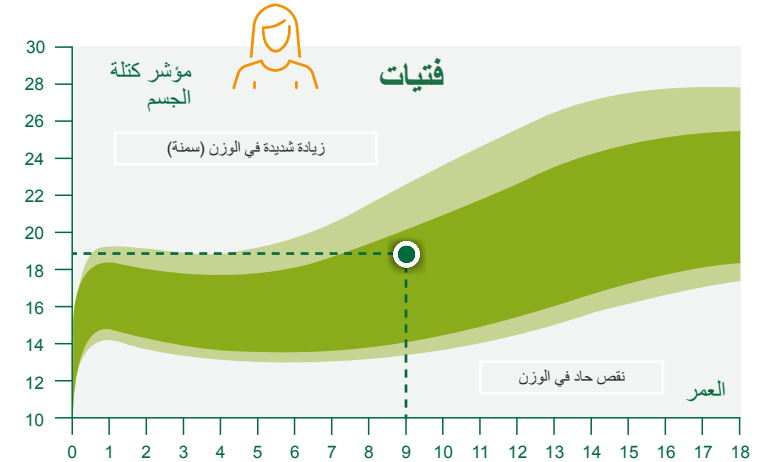 فتيات
مؤشر كتلة
الجسم
30
28
26
زيادة شديدة في الوزن (سمنة)
24
22
20
18
16
14
12
نقص حاد في الوزن
العمر
10
0 1 2 3 4 5 6 7 8 9 10 11 12 13 14 15 16 17 18